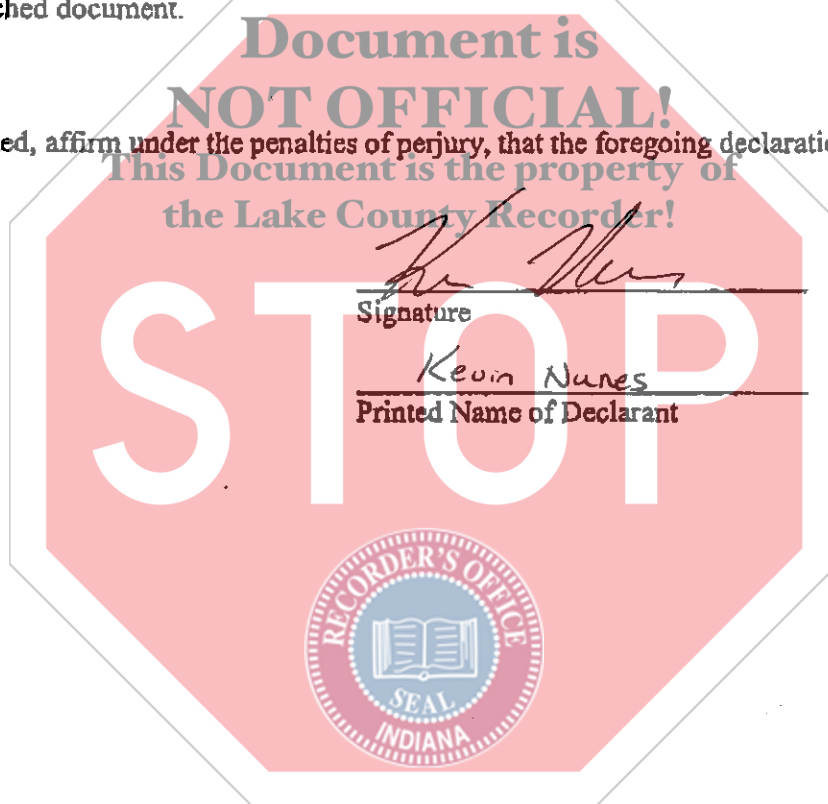 ched document.
Document is
NOT OFFICIAL!
ed, affirm under the penalties of perjury, that the foregoing declaratio
This Document is the property of
the Lake County Recorder!
Signature
Kevin Nunes
Printed Name of Declarant
STOP
RECORDER'S OFFICE
SEAL
INDIANA